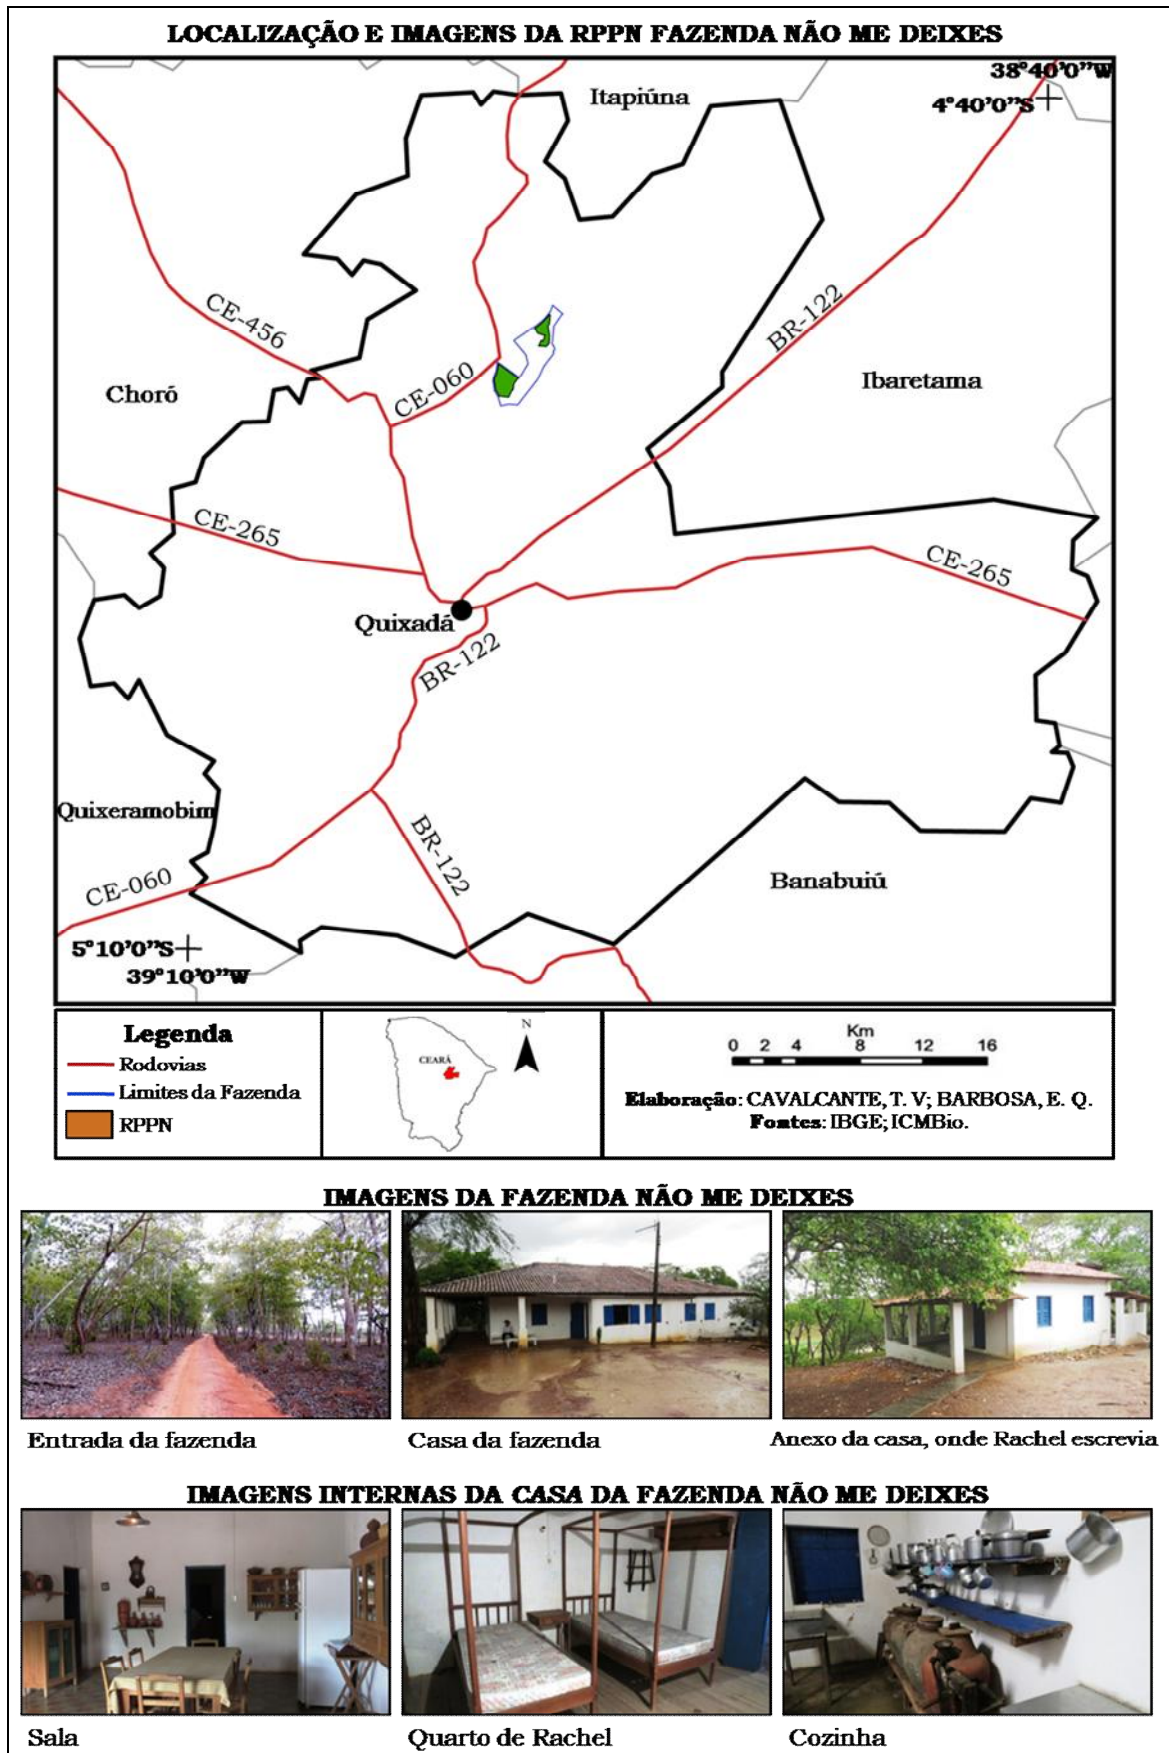 LOCALIZAÇÃO E IMAGENS DA RPPN FAZENDA NÃO ME DEIXES
38°40'0"W
4°40'0"S
Itapiúna
CE-456
BR-122
Choró
CE-060
Ibaretama
CE-265
CE-265
Quixadá
BR-122
Quixeramobim
BR-122
CE-060
Banabuiú
5°10'0"S
39°10'0"W
Legenda
Rodovias
Limites da Fazenda
RPPN
CEARÁ
N
Km
0 2 4 8 12 16
Elaboração: CAVALCANTE, T. V; BARBOSA, E. Q.
Fontes: IBGE; ICMBio.
IMAGENS DA FAZENDA NÃO ME DEIXES
Entrada da fazenda
Casa da fazenda
Anexo da casa, onde Rachel escrevia
IMAGENS INTERNAS DA CASA DA FAZENDA NÃO ME DEIXES
Sala
Quarto de Rachel
Cozinha